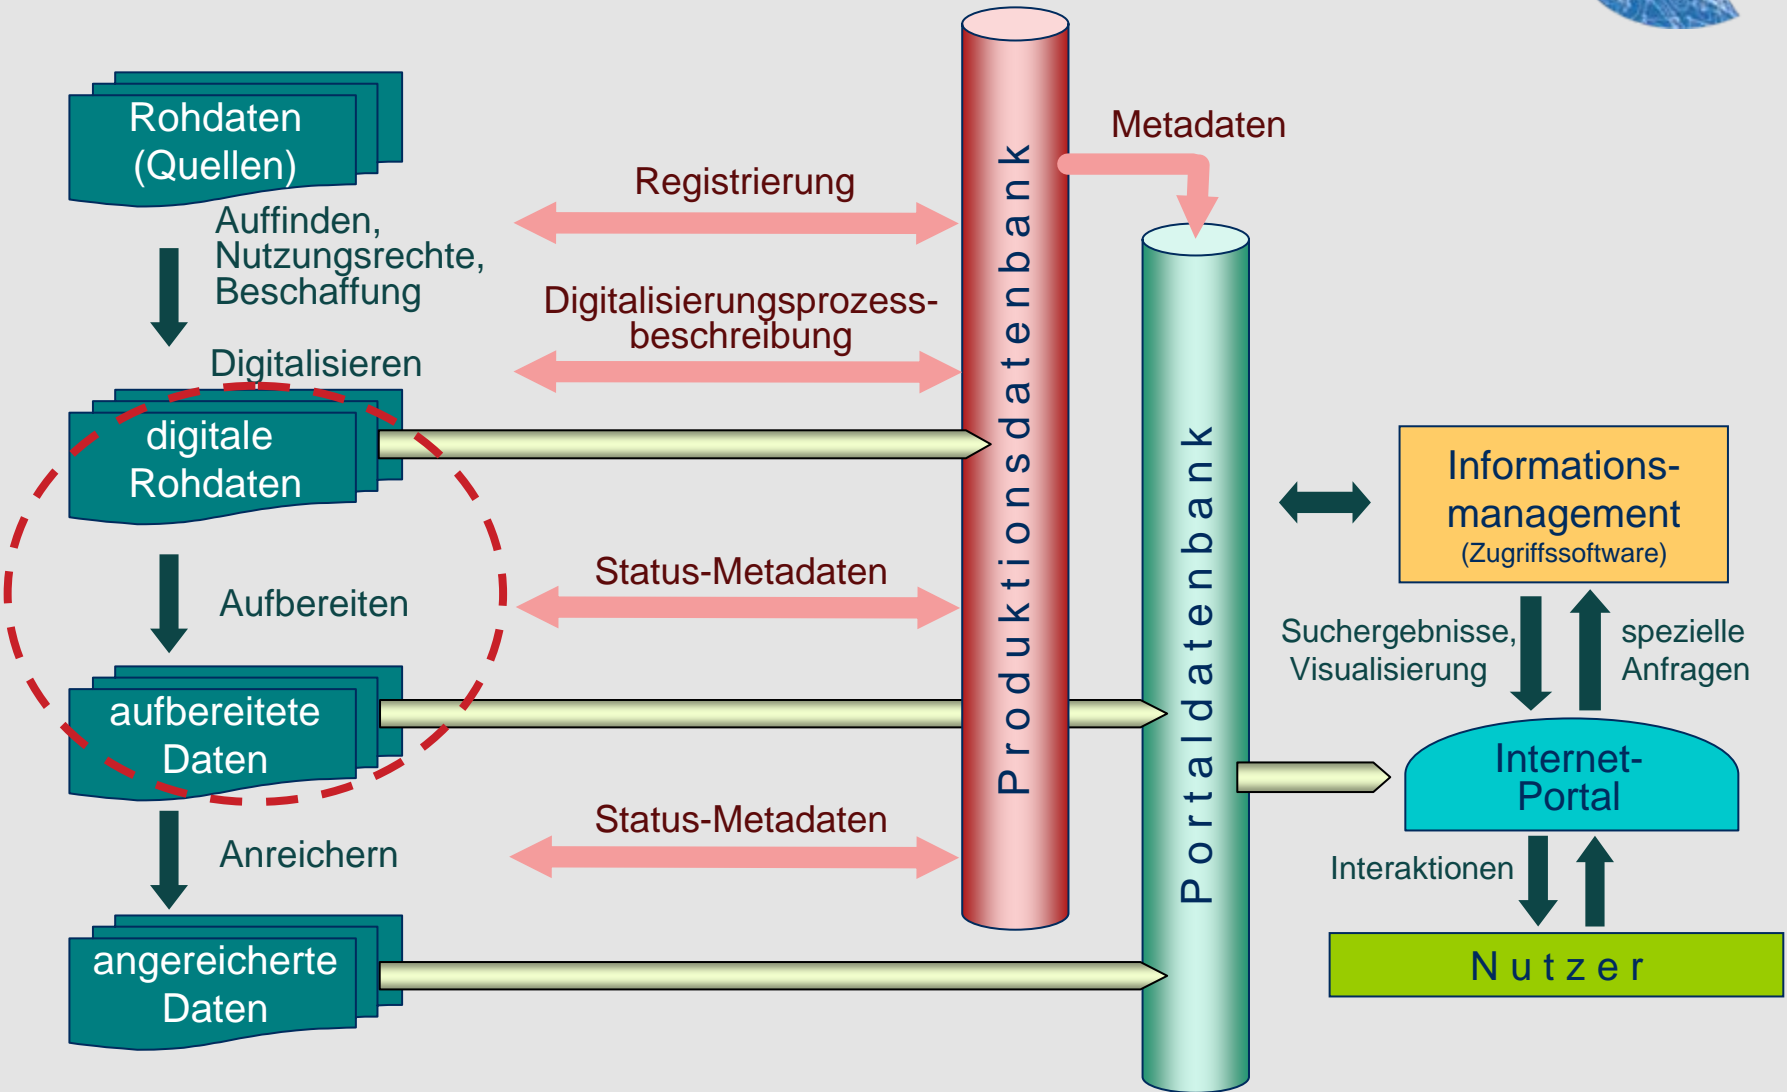 Rohdaten
(Quellen)
Auffinden,
Nutzungsrechte,
Beschaffung
Digitalisieren
digitale
Rohdaten
Aufbereiten
aufbereitete
Daten
Anreichern
angereicherte
Daten
Registrierung
Digitalisierungsprozess-
beschreibung
Status-Metadaten
Status-Metadaten
Produktionsdatenbank
Metadaten
Portaldatenbank
Informations-
management
(Zugriffssoftware)
Suchergebnisse,
Visualisierung
spezielle
Anfragen
Internet-
Portal
Interaktionen
Nutzer